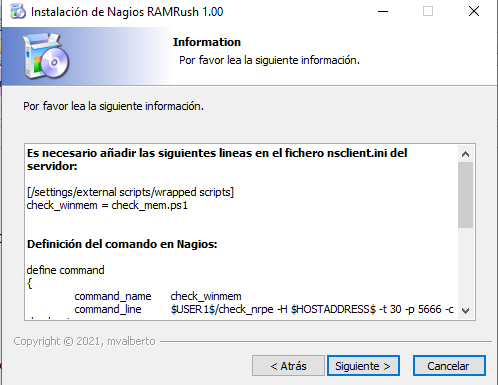 Instalación de Nagios RAMRush 1.00
Information
Por favor lea la siguiente información.
Por favor lea la siguiente información.
Es necesario añadir las siguientes lineas en el fichero nsclient.ini del
servidor:
[/settings/external scripts/wrapped scripts]
check_winmem = check_mem.ps1
Definición del comando en Nagios:
define command
{
command_name check_winmem
command_line $USER1$/check_nrpe -H $HOSTADDRESS$ -t 30 -p 5666 -c
Copyright © 2021, mvalberto
< Atrás
Siguiente >
Cancelar